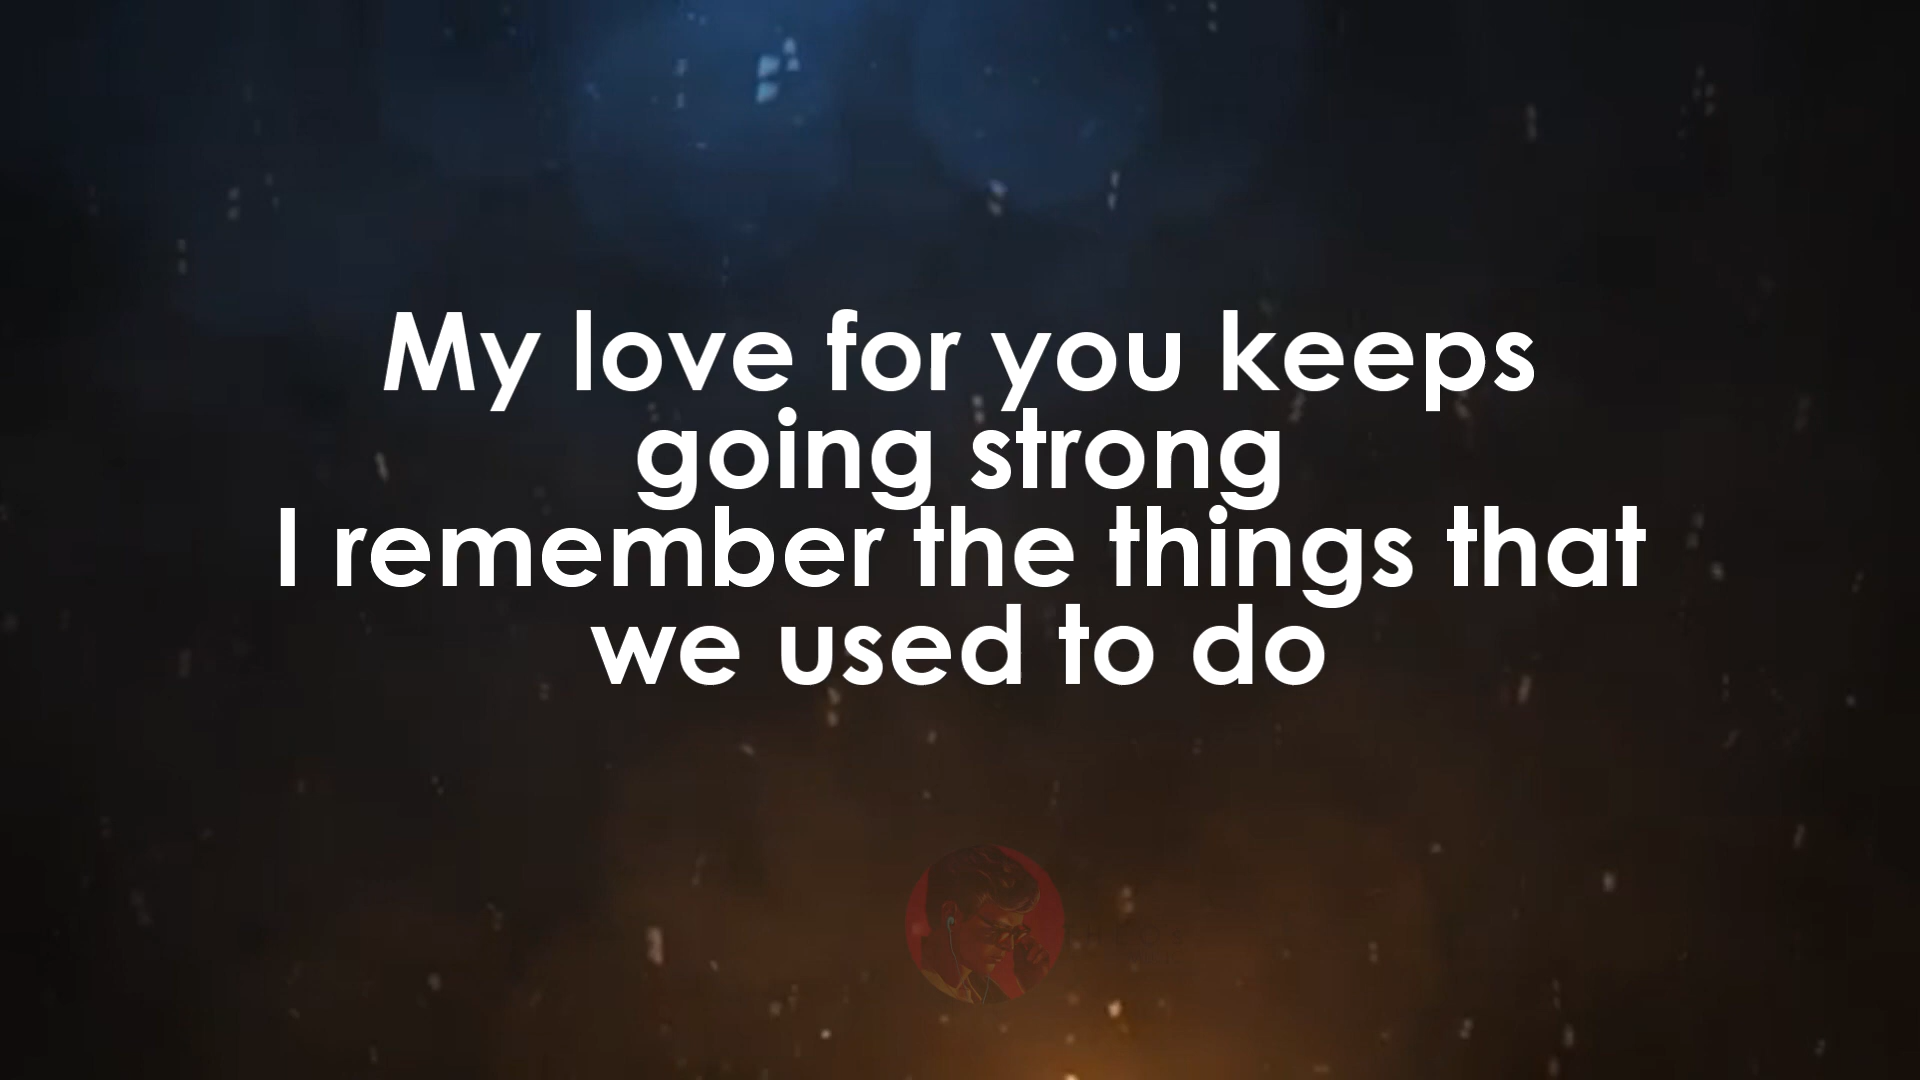 My love for you keeps
going strong
I remember the things that
we used to do